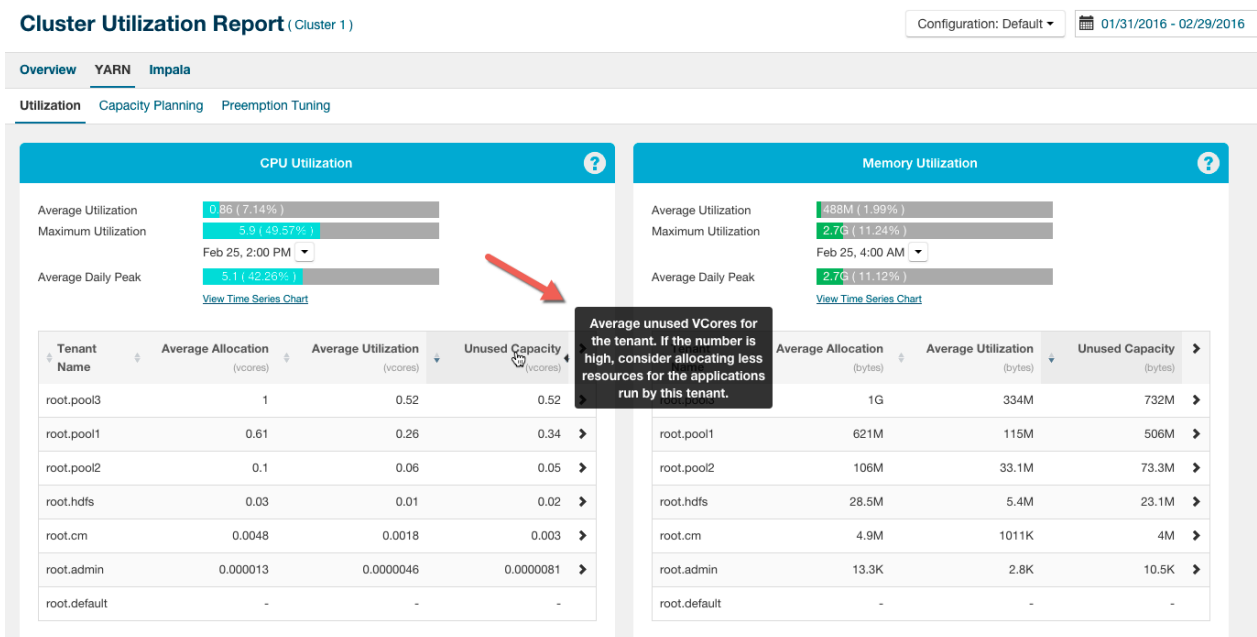 Cluster Utilization Report ( Cluster 1 )
Configuration: Default
01/31/2016 - 02/29/2016
Overview YARN Impala
Utilization Capacity Planning Preemption Tuning
CPU Utilization ?
Average Utilization 0.86 ( 7.14% )
Maximum Utilization 5.9 ( 49.57% )
Feb 25, 2:00 PM
Average Daily Peak 5.1 ( 42.26% )
View Time Series Chart
Tenant Name Average Allocation (vcores) Average Utilization (vcores) Unused Capacity (vcores)
root.pool3 1 0.52 0.52
root.pool1 0.61 0.26 0.34
root.pool2 0.1 0.06 0.05
root.hdfs 0.03 0.01 0.02
root.cm 0.0048 0.0018 0.003
root.admin 0.000013 0.0000046 0.0000081
root.default - - -
Average unused VCores for
the tenant. If the number is
high, consider allocating less
resources for the applications
run by this tenant.
Memory Utilization ?
Average Utilization 488M ( 1.99% )
Maximum Utilization 2.7G ( 11.24% )
Feb 25, 4:00 AM
Average Daily Peak 2.7G ( 11.12% )
View Time Series Chart
Tenant Name Average Allocation (bytes) Average Utilization (bytes) Unused Capacity (bytes)
root.pool3 1G 334M 732M
root.pool1 621M 115M 506M
root.pool2 106M 33.1M 73.3M
root.hdfs 28.5M 5.4M 23.1M
root.cm 4.9M 1011K 4M
root.admin 13.3K 2.8K 10.5K
root.default - - -